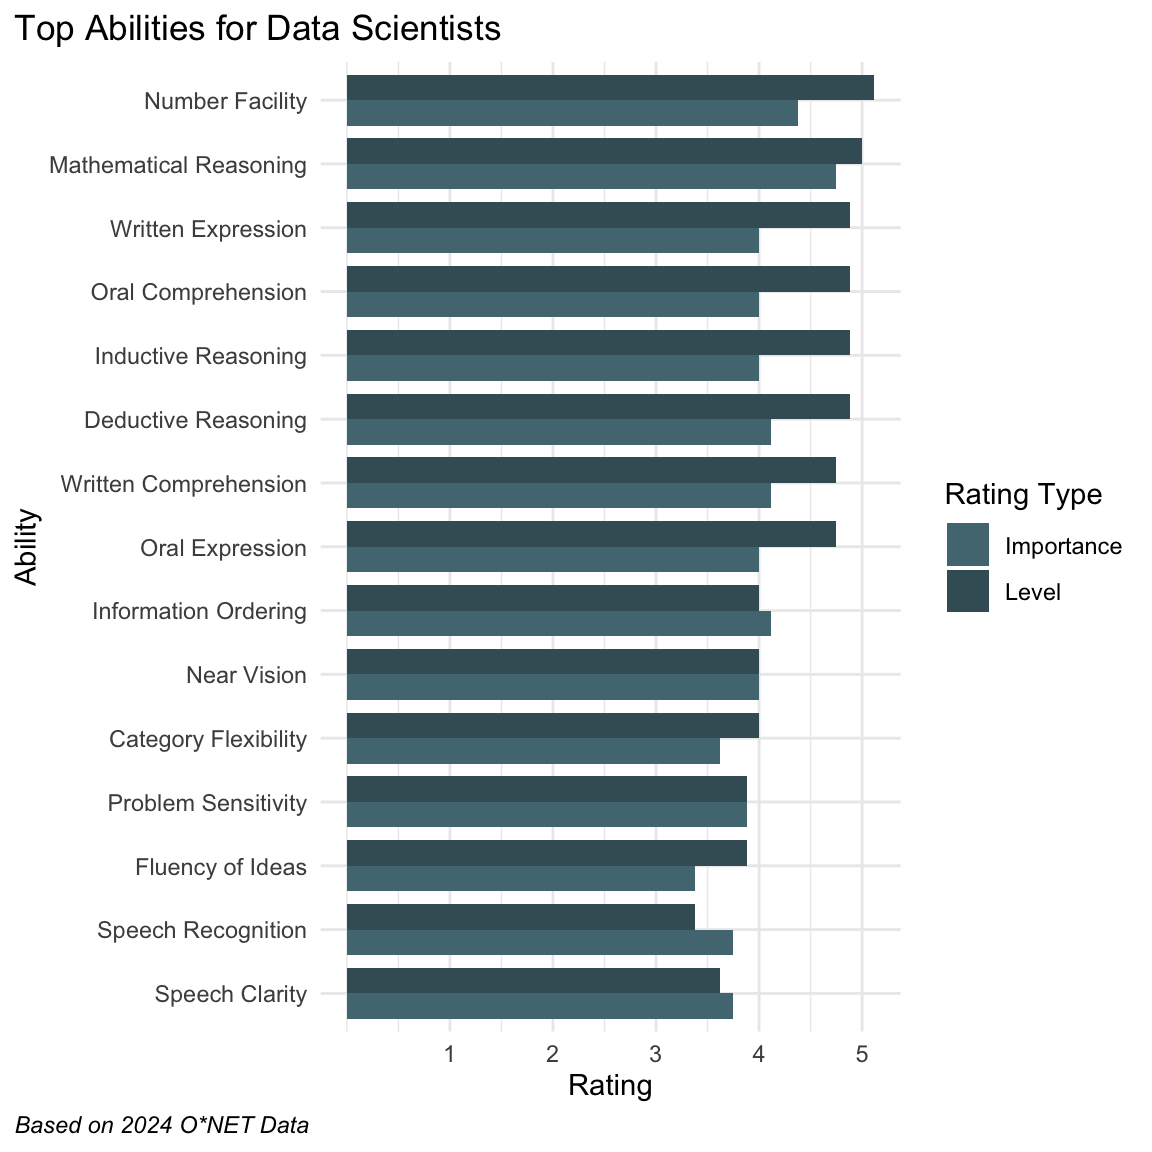 Top Abilities for Data Scientists
Number Facility
Mathematical Reasoning
Written Expression
Oral Comprehension
Inductive Reasoning
Deductive Reasoning
Written Comprehension
Oral Expression
Information Ordering
Near Vision
Category Flexibility
Problem Sensitivity
Fluency of Ideas
Speech Recognition
Speech Clarity
Ability
1 2 3 4 5
Rating
Rating Type
Importance
Level
Based on 2024 O*NET Data